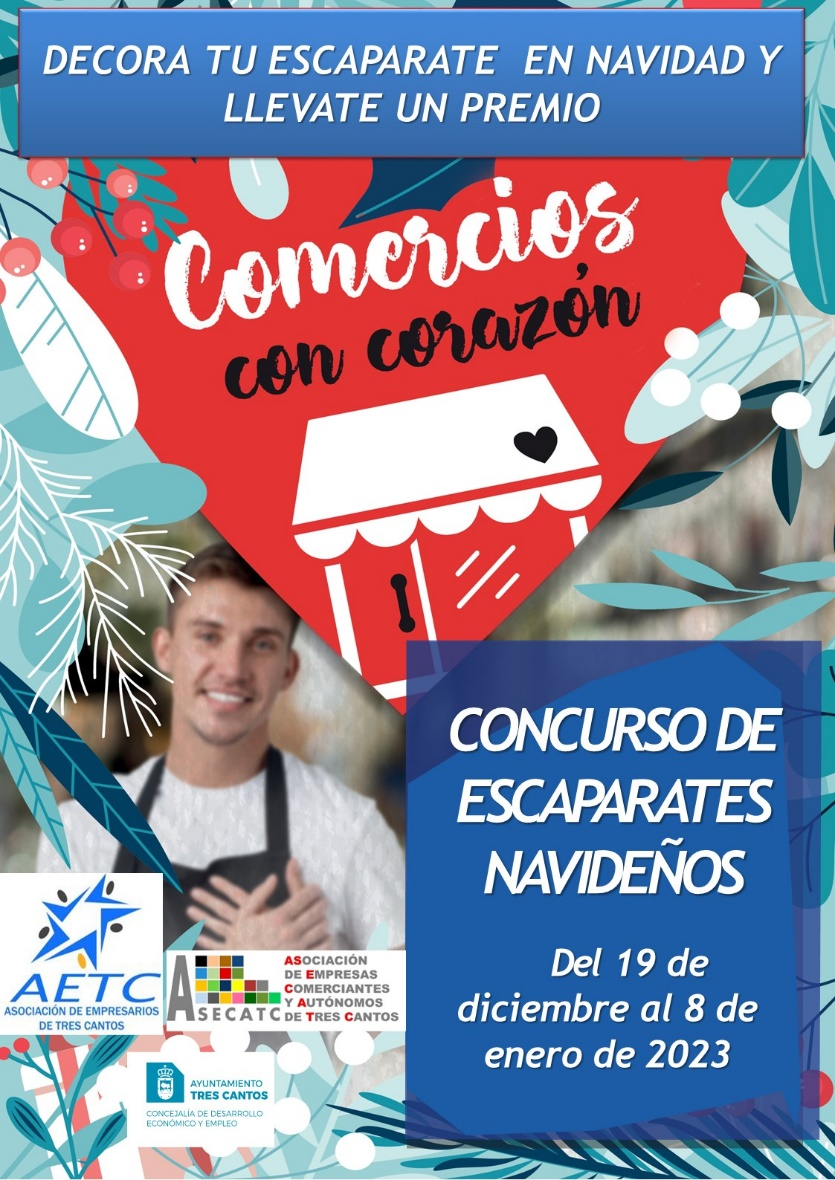 DECORA TU ESCAPARATE EN NAVIDAD Y
LLEVATE UN PREMIO
Comercios
con corazón
CONCURSO DE
ESCAPARATES
NAVIDEÑOS
Del 19 de
diciembre al 8 de
enero de 2023
AETC
ASOCIACIÓN DE EMPRESARIOS
DE TRES CANTOS
ASECATC
ASOCIACIÓN
DE EMPRESAS
COMERCIANTES
Y AUTÓNOMOS
DE TRES CANTOS
AYUNTAMIENTO
TRES CANTOS
CONCEJALÍA DE DESARROLLO
ECONÓMICO Y EMPLEO